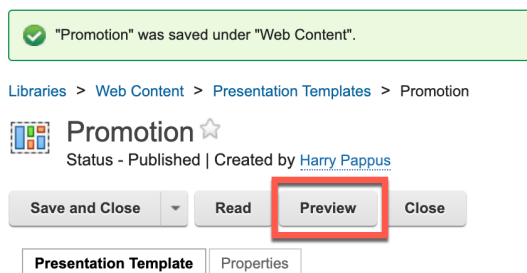 "Promotion" was saved under "Web Content".
Libraries > Web Content > Presentation Templates > Promotion
Promotion
Status - Published | Created by Harry Pappus
Save and Close Read Preview Close
Presentation Template Properties